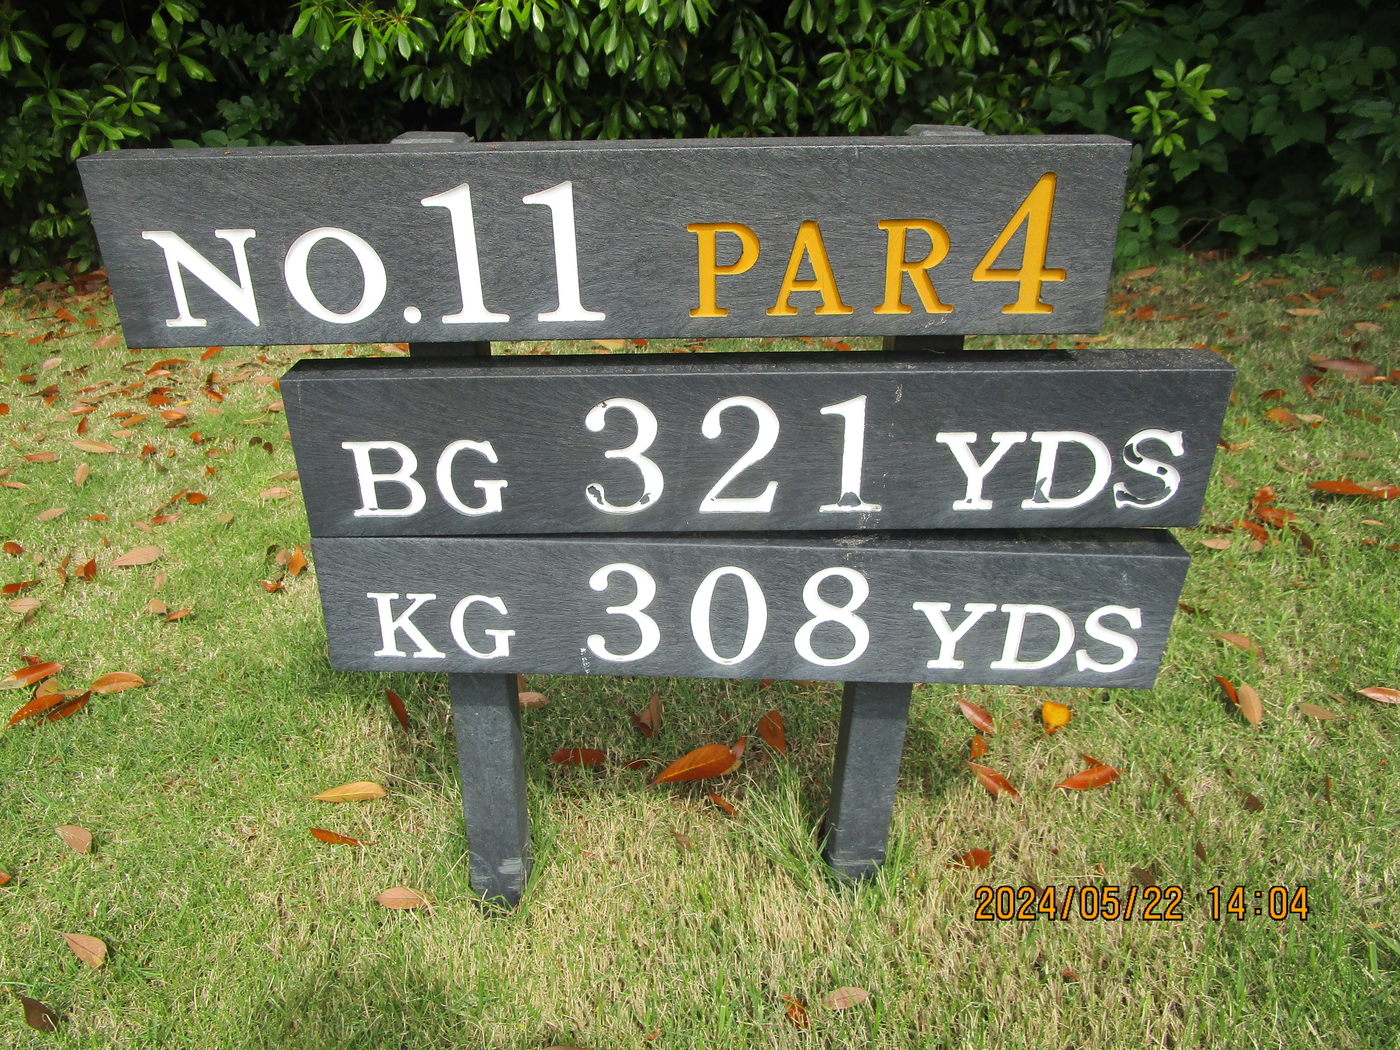 NO.11 PAR4
BG 321 YDS
KG 308 YDS
2024/05/22 14:04